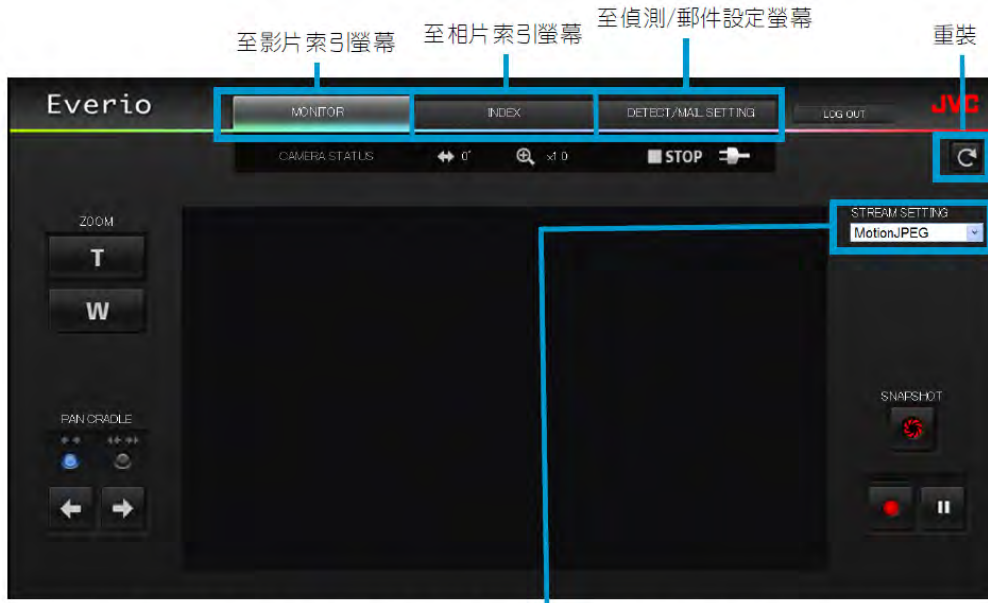 至影片索引螢幕
至相片索引螢幕
至偵測/郵件設定螢幕
重裝
Everio
MONITOR
INDEX
DETECT/MAIL SETTING
LOG OUT
JVC
CAMERA STATUS
0°
x1.0
STOP
ZOOM
T
W
STREAM SETTING
MotionJPEG
PAN CRADLE
SNAPSHOT